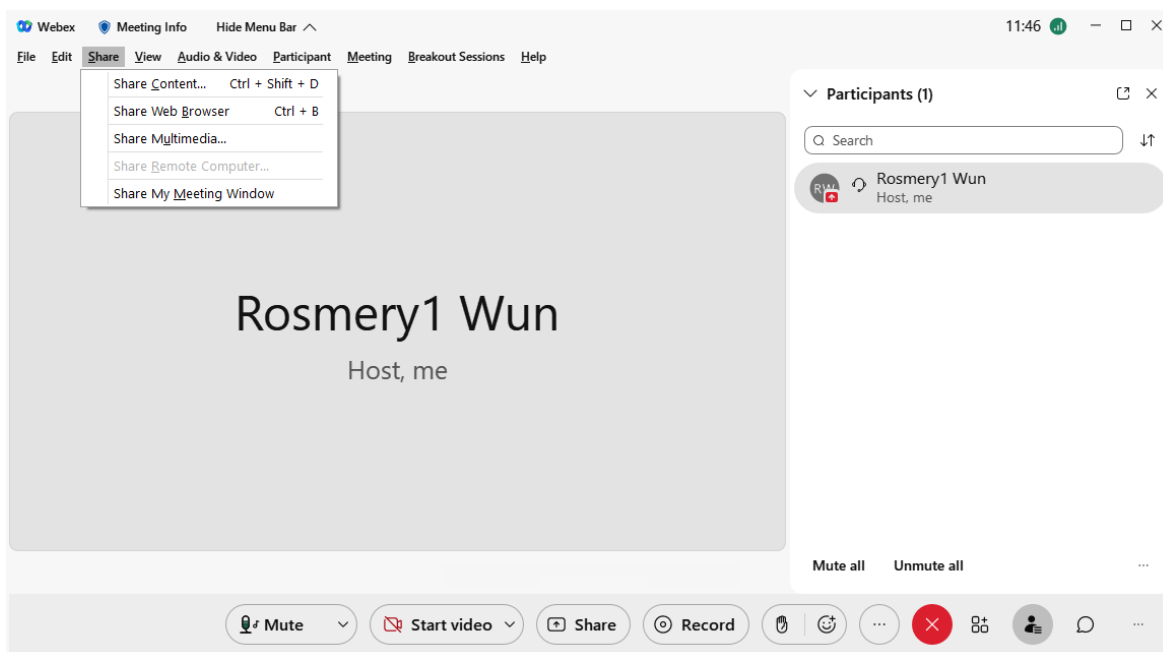 Webex Meeting Info Hide Menu Bar 11:46
File Edit Share View Audio & Video Participant Meeting Breakout Sessions Help
Share Content... Ctrl + Shift + D
Share Web Browser Ctrl + B
Share Multimedia...
Share Remote Computer...
Share My Meeting Window
Rosmery1 Wun
Host, me
Participants (1)
Search
RW Rosmery1 Wun
Host, me
Mute all Unmute all ...
Mute Start video Share Record ... ...